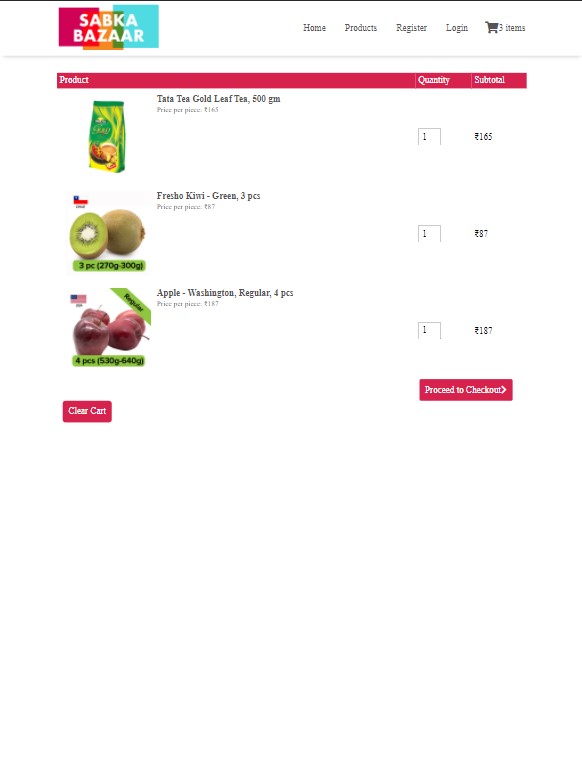 SABKA
BAZAAR
Home Products Register Login 3 items
Product Quantity Subtotal
Tata Tea Gold Leaf Tea, 500 gm
Price per piece: ₹165
1 ₹165
Fresho Kiwi - Green, 3 pcs
Price per piece: ₹87
3 pc (270g-300g)
1 ₹87
Apple - Washington, Regular, 4 pcs
Price per piece: ₹187
Regular
4 pcs (530g-640g)
1 ₹187
Proceed to Checkout
Clear Cart